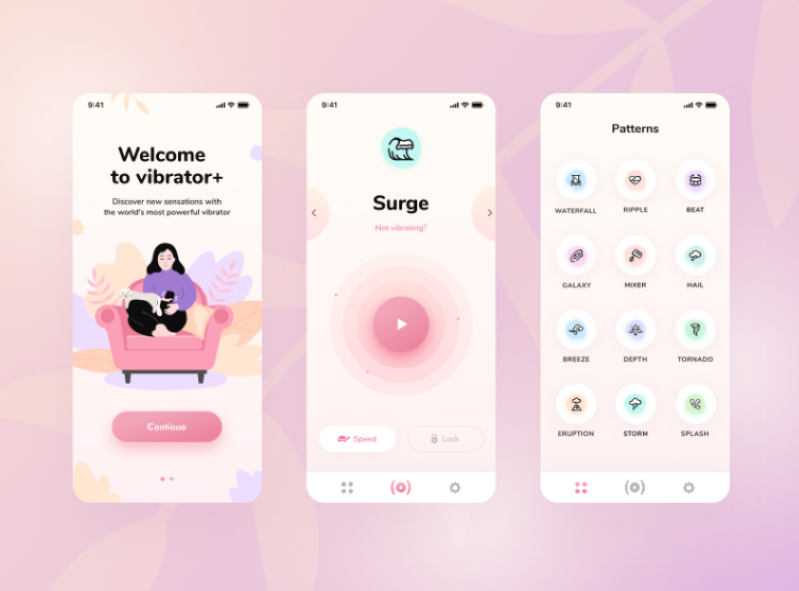 9:41
Welcome
to vibrator+
Discover new sensations with
the world's most powerful vibrator
Continue
9:41
Surge
Not vibrating?
Speed
Lock
9:41
Patterns
WATERFALL
RIPPLE
BEAT
GALAXY
MIXER
HAIL
BREEZE
DEPTH
TORNADO
ERUPTION
STORM
SPLASH